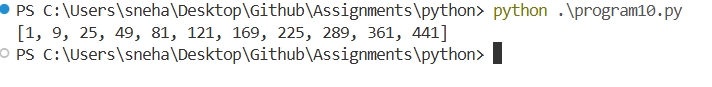 PS C:\Users\sneha\Desktop\Github\Assignments\python> python .\program10.py
[1, 9, 25, 49, 81, 121, 169, 225, 289, 361, 441]
PS C:\Users\sneha\Desktop\Github\Assignments\python>